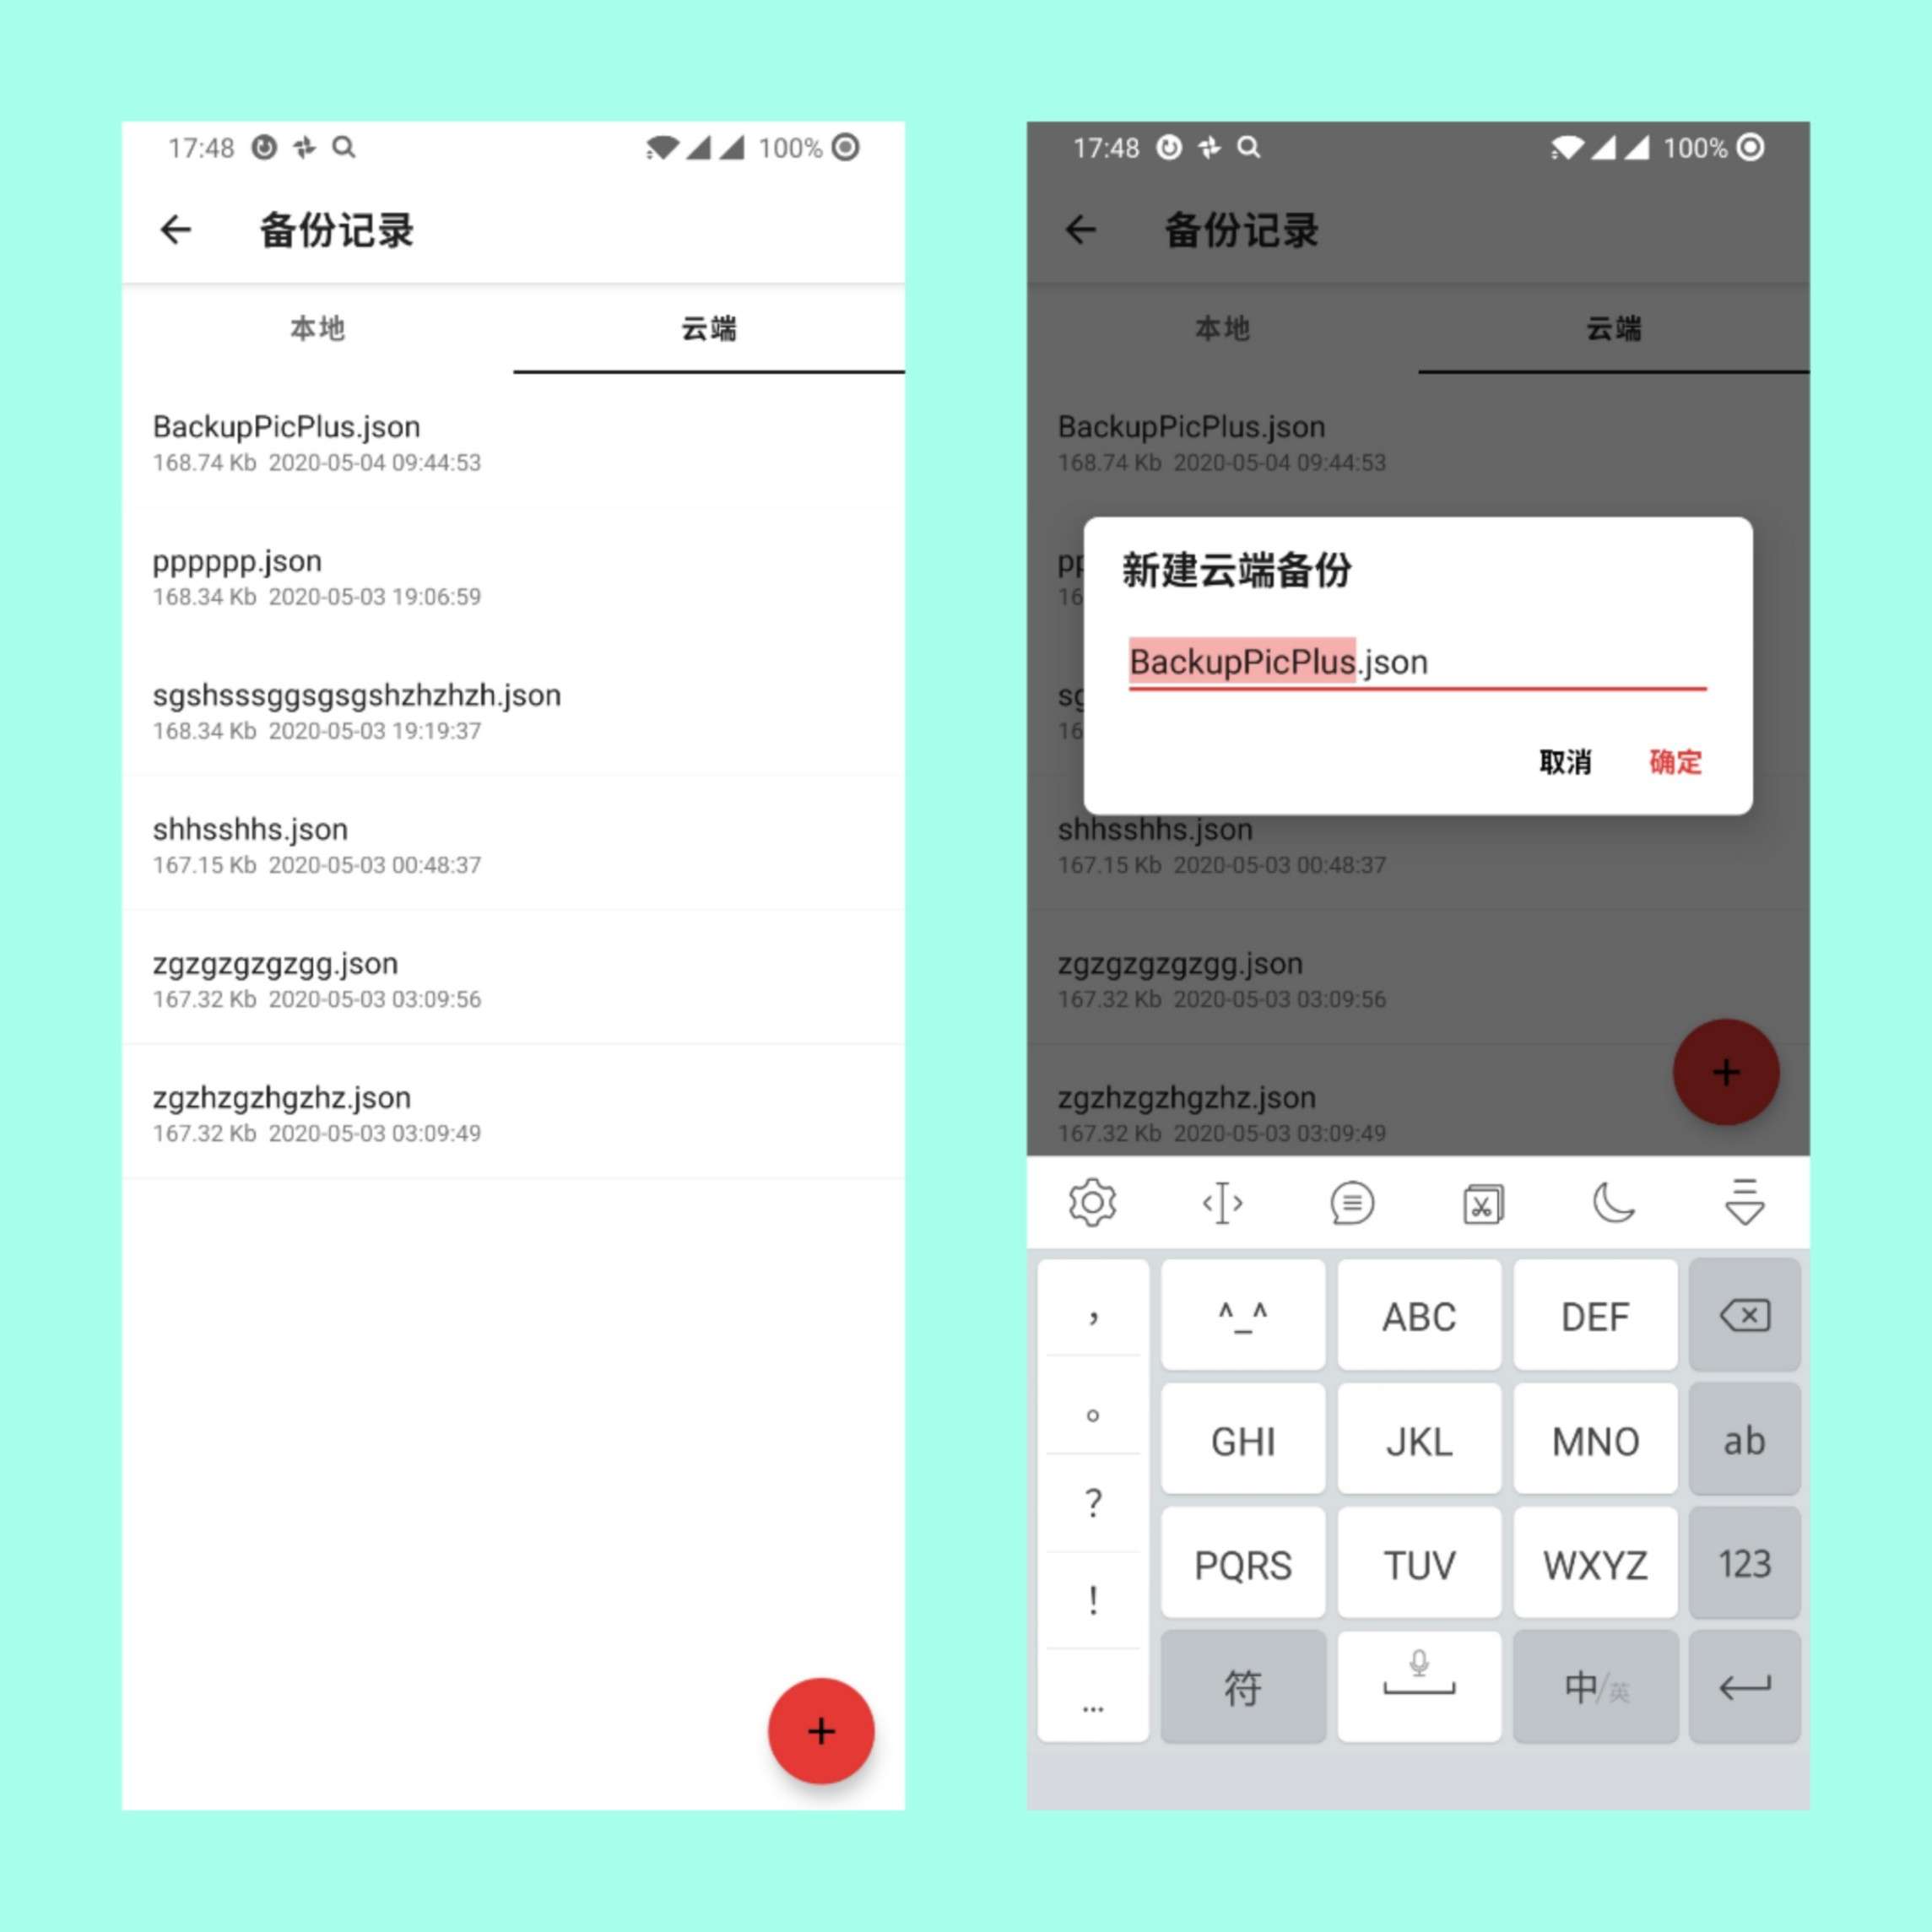 17:48 100%
备份记录
本地 云端
BackupPicPlus.json
168.74 Kb 2020-05-04 09:44:53
pppppp.json
168.34 Kb 2020-05-03 19:06:59
sgshsssggsgsgshzhzhzh.json
168.34 Kb 2020-05-03 19:19:37
shhsshhs.json
167.15 Kb 2020-05-03 00:48:37
zgzgzgzgzgg.json
167.32 Kb 2020-05-03 03:09:56
zgzhzgzhgzhz.json
167.32 Kb 2020-05-03 03:09:49
+
17:48 100%
备份记录
本地 云端
BackupPicPlus.json
168.74 Kb 2020-05-04 09:44:53
pp
16
新建云端备份
BackupPicPlus.json
sg
16
取消 确定
shhsshhs.json
167.15 Kb 2020-05-03 00:48:37
zgzgzgzgzgg.json
167.32 Kb 2020-05-03 03:09:56
+
zgzhzgzhgzhz.json
167.32 Kb 2020-05-03 03:09:49
， ^_^ ABC DEF
。 GHI JKL MNO ab
？ PQRS TUV WXYZ 123
！
… 符 中/英